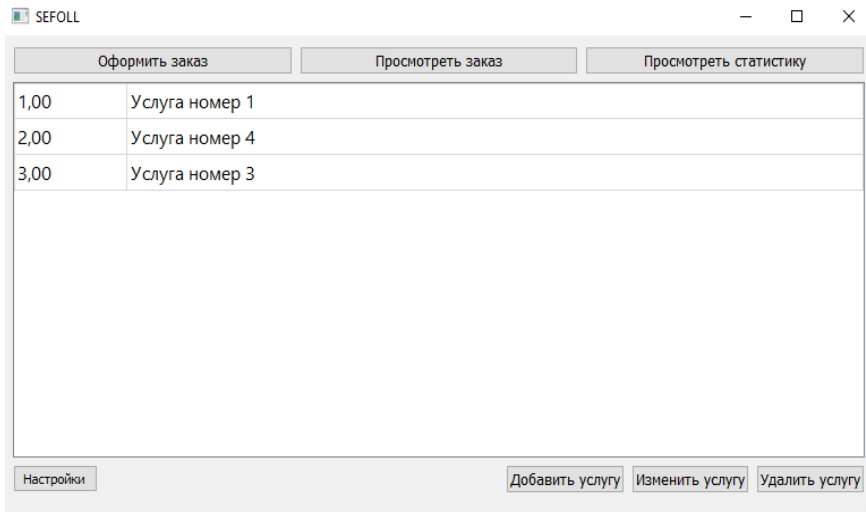 SEFOLL
Оформить заказ Просмотреть заказ Просмотреть статистику
1,00 Услуга номер 1
2,00 Услуга номер 4
3,00 Услуга номер 3
Настройки Добавить услугу Изменить услугу Удалить услугу